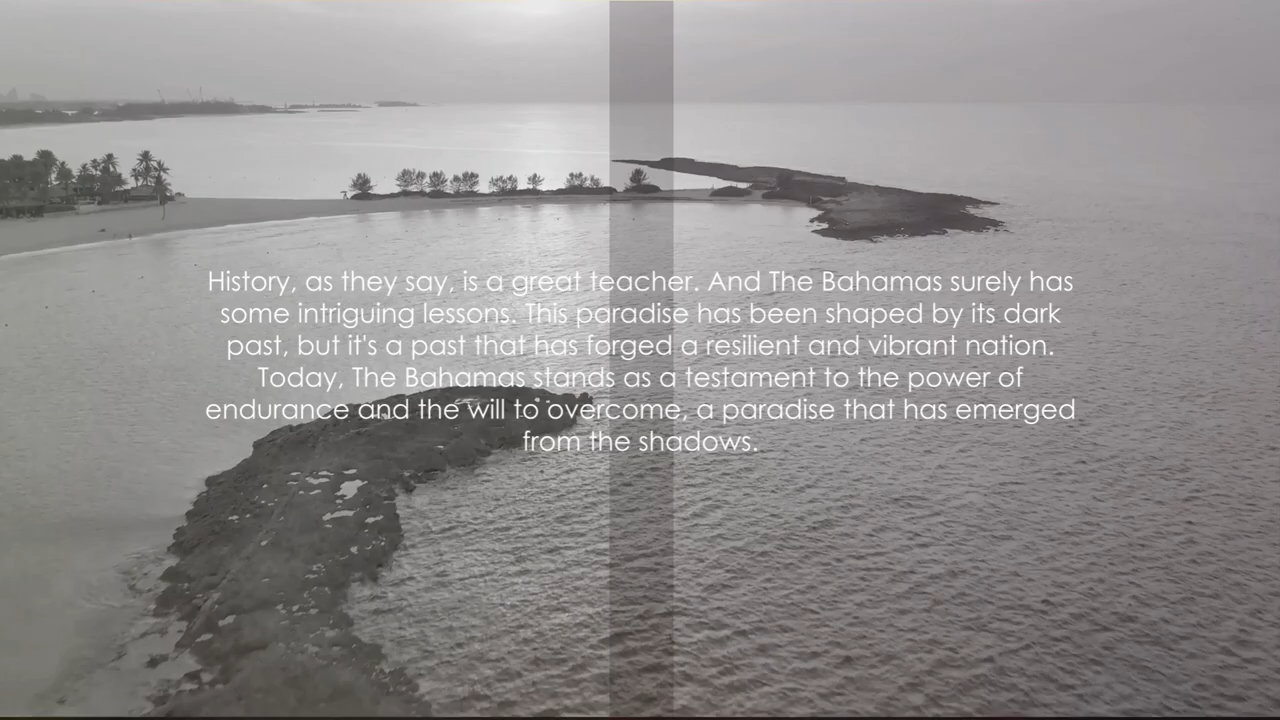 History, as they say, is a great teacher. And The Bahamas surely has
some intriguing lessons. This paradise has been shaped by its dark
past, but it's a past that has forged a resilient and vibrant nation.
Today, The Bahamas stands as a testament to the power of
endurance and the will to overcome, a paradise that has emerged
from the shadows.